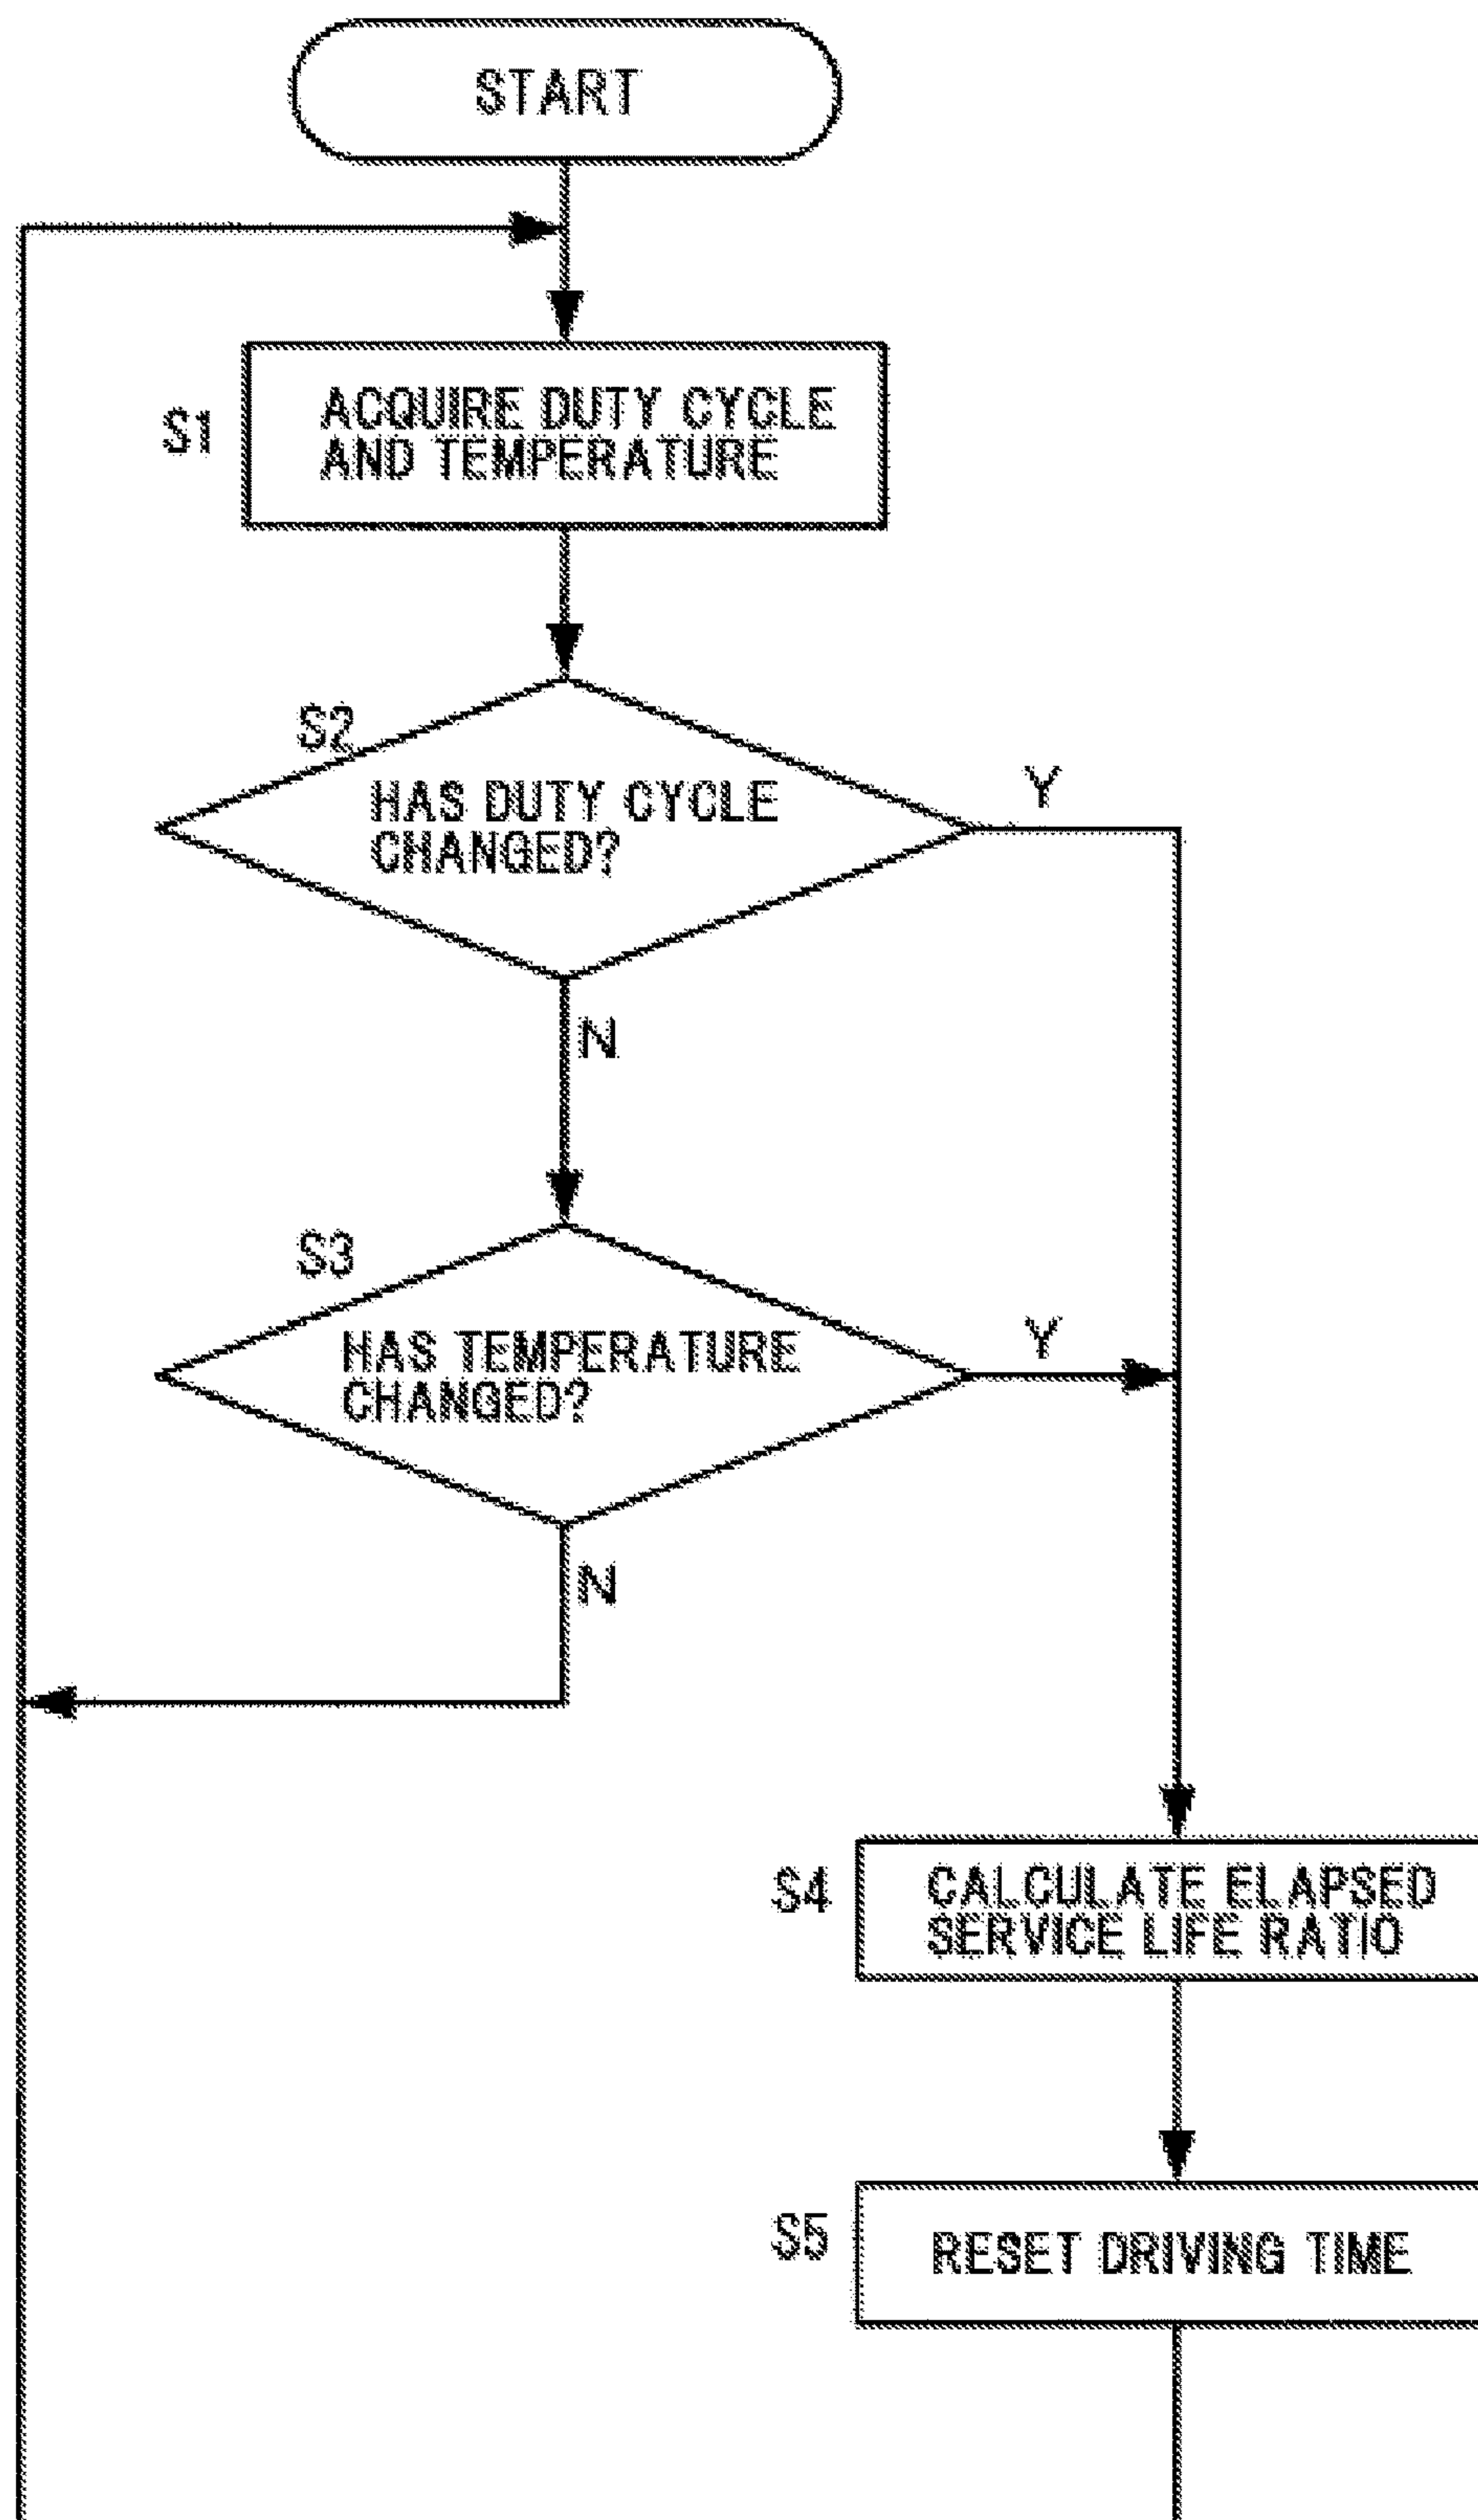 START
S1
ACQUIRE DUTY CYCLE
AND TEMPERATURE
S2
HAS DUTY CYCLE
CHANGED?
Y
N
S3
HAS TEMPERATURE
CHANGED?
Y
N
S4
CALCULATE ELAPSED
SERVICE LIFE RATIO
S5
RESET DRIVING TIME